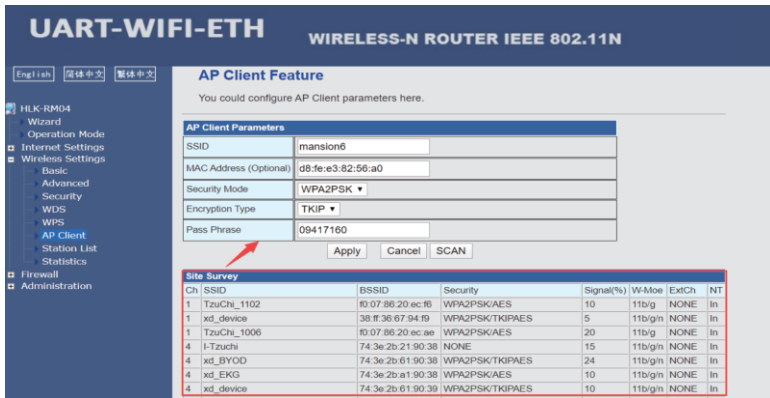 UART-WIFI-ETH WIRELESS-N ROUTER IEEE 802.11N
English 简体中文 繁体中文
HLK-RM04
Wizard
Operation Mode
Internet Settings
Wireless Settings
Basic
Advanced
Security
WDS
WPS
AP Client
Station List
Statistics
Firewall
Administration
AP Client Feature
You could configure AP Client parameters here.
AP Client Parameters
SSID mansion6
MAC Address (Optional) d8:fe:e3:82:56:a0
Security Mode WPA2PSK
Encryption Type TKIP
Pass Phrase 09417160
Apply Cancel SCAN
Site Survey
Ch SSID BSSID Security Signal(%) W-Moe ExtCh NT
1 TzuChi_1102 f0:07:86:20:ec:f6 WPA2PSK/AES 10 11b/g NONE In
1 xd_device 38:ff:36:67:94:f9 WPA2PSK/TKIPAES 5 11b/g/n NONE In
1 TzuChi_1006 f0:07:86:20:ec:ae WPA2PSK/AES 20 11b/g NONE In
4 I-Tzuchi 74:3e:2b:21:90:38 NONE 15 11b/g/n NONE In
4 xd_BYOD 74:3e:2b:61:90:38 WPA2PSK/TKIPAES 24 11b/g/n NONE In
4 xd_EKG 74:3e:2b:a1:90:38 WPA2PSK/AES 10 11b/g/n NONE In
4 xd_device 74:3e:2b:61:90:39 WPA2PSK/TKIPAES 10 11b/g/n NONE In